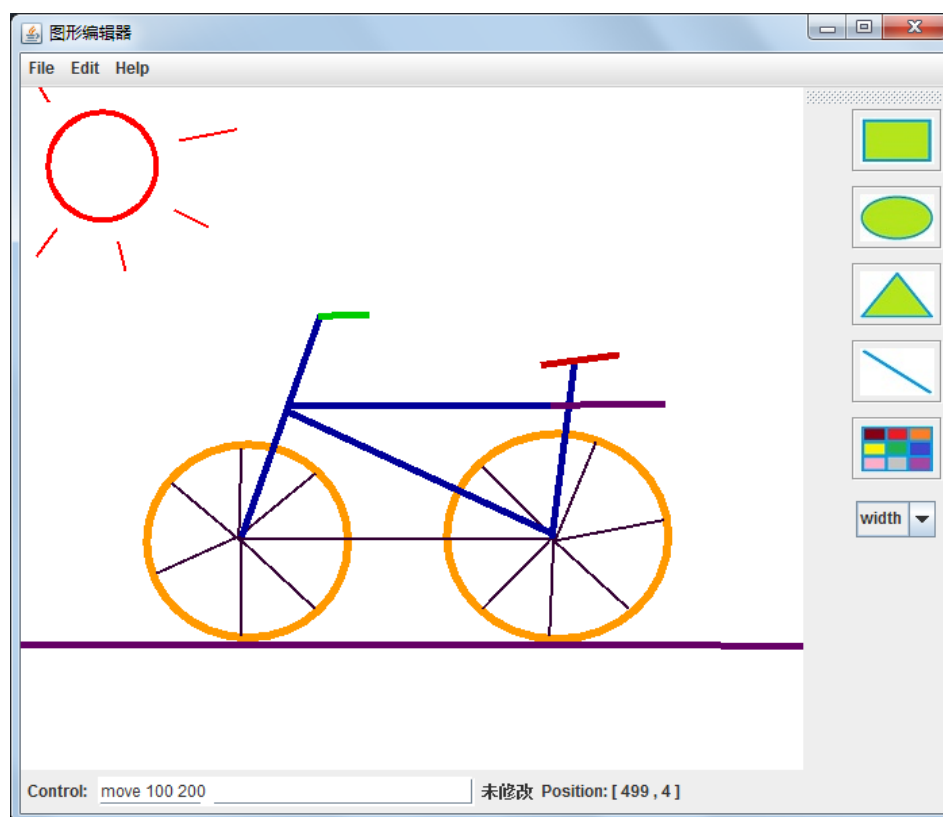 图形编辑器
File Edit Help
width
Control: move 100 200 未修改 Position: [ 499 , 4 ]